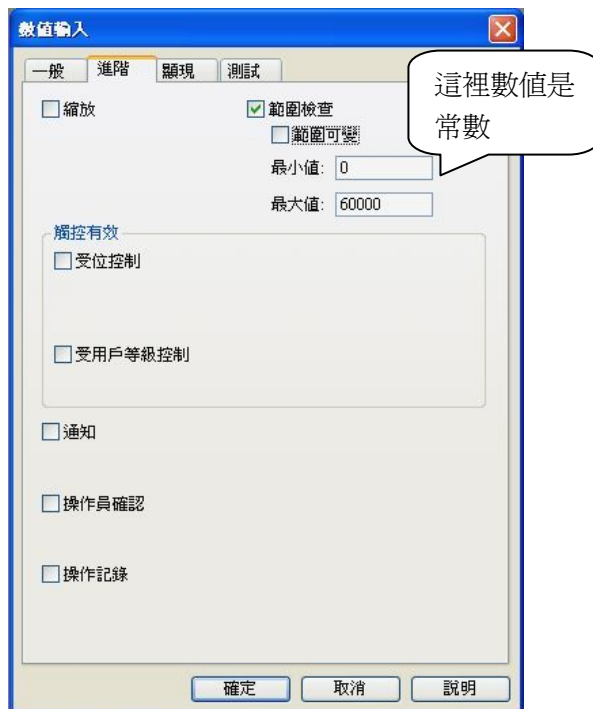 數值輸入
一般 進階 顯現 測試
這裡數值是
常數
縮放 範圍檢查
範圍可變
最小值: 0
最大值: 60000
觸控有效
受位控制
受用戶等級控制
通知
操作員確認
操作記錄
確定 取消 說明